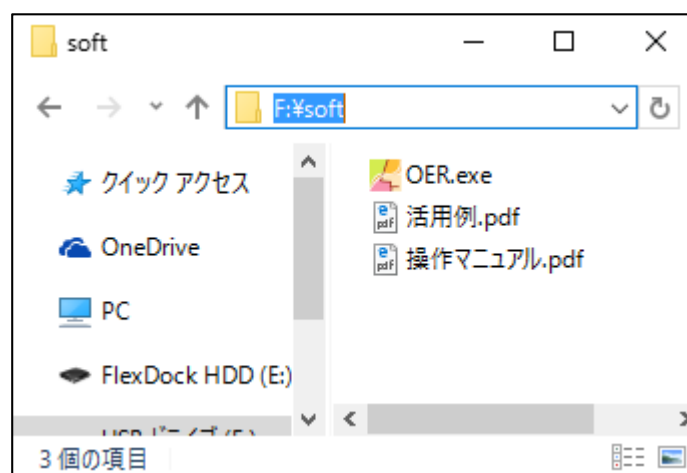 soft
F:¥soft
クイック アクセス
OneDrive
PC
FlexDock HDD (E:)
OER.exe
活用例.pdf
操作マニュアル.pdf
3 個の項目